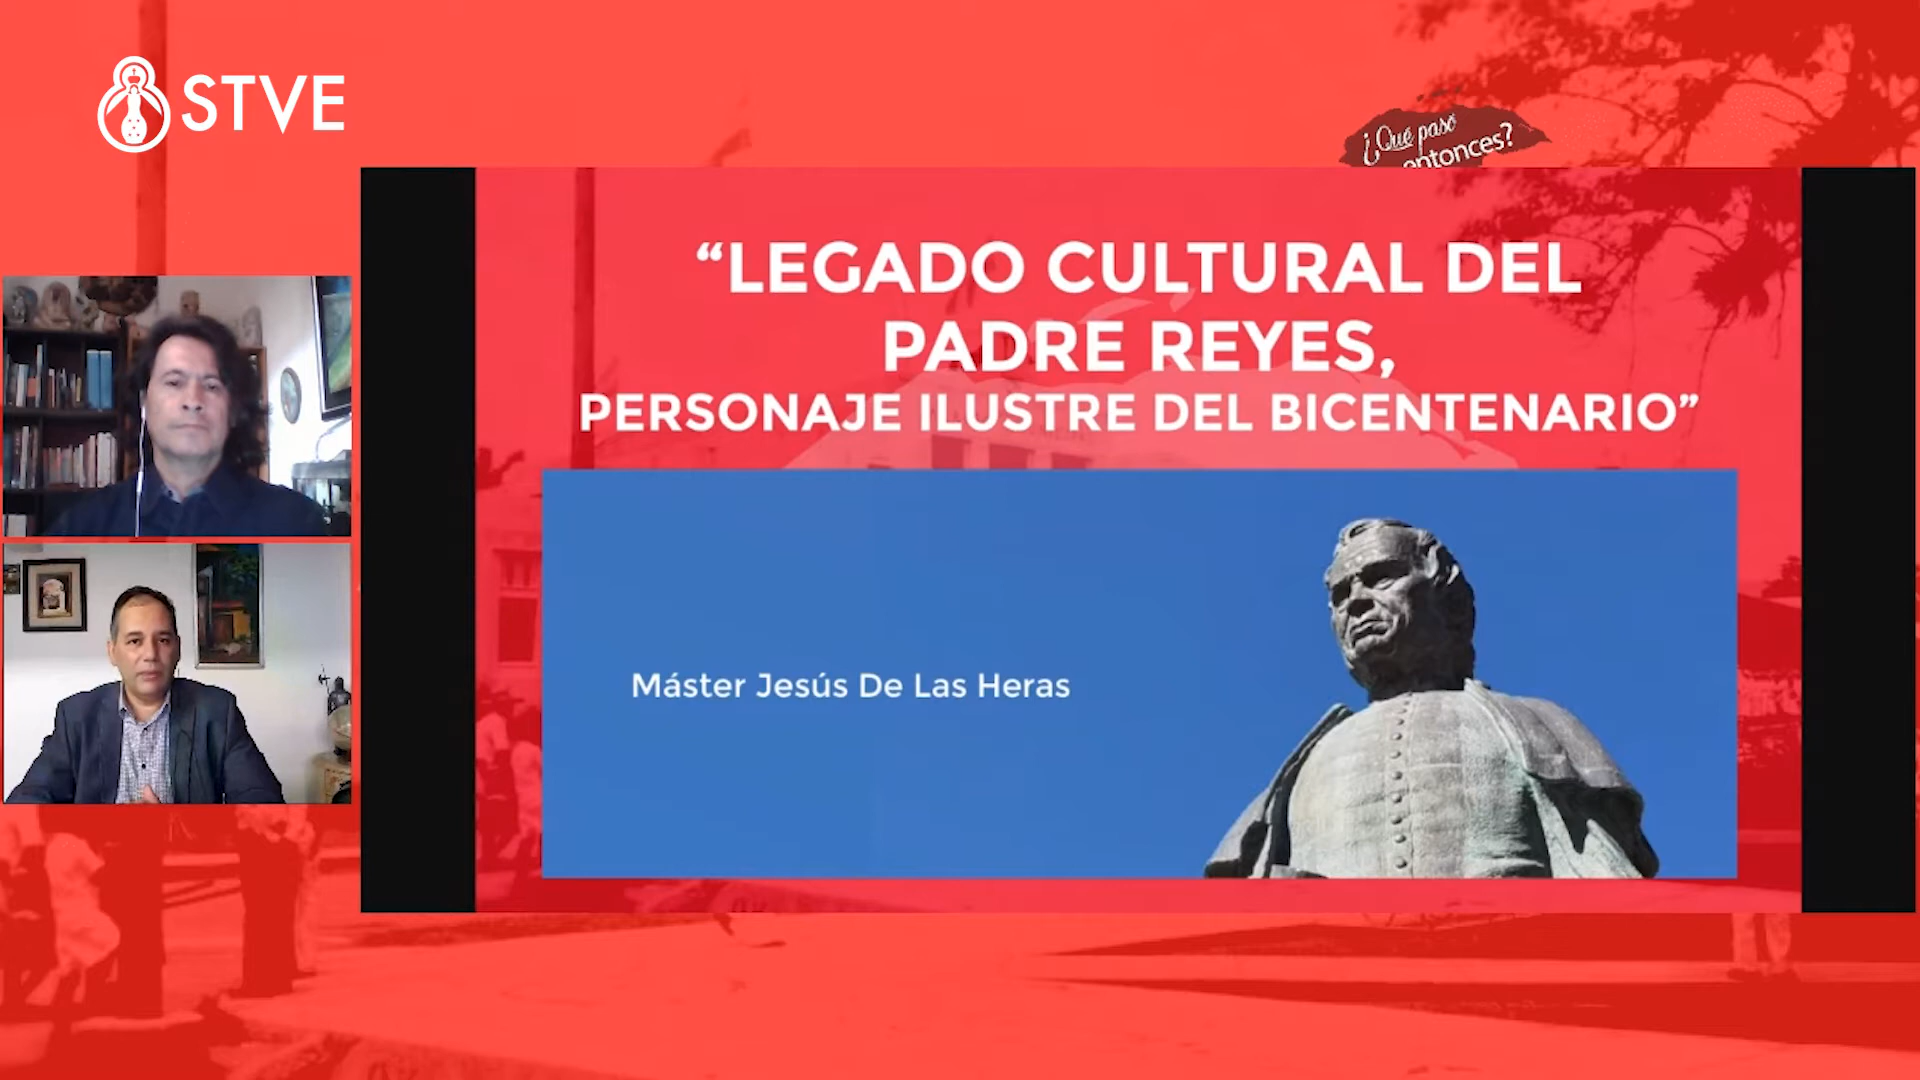 STVE
¿Qué pasó
entonces?
“LEGADO CULTURAL DEL
PADRE REYES,
PERSONAJE ILUSTRE DEL BICENTENARIO”
Máster Jesús De Las Heras